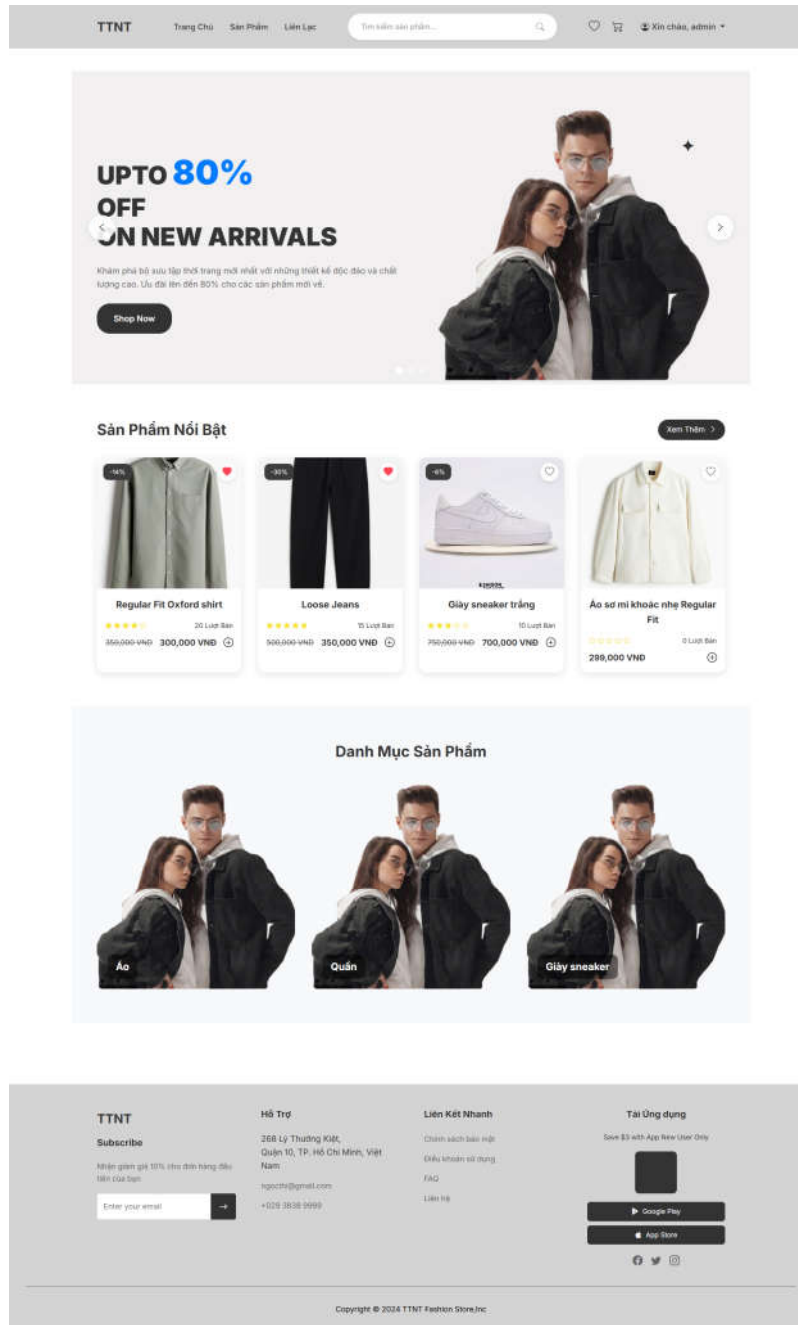 TTNT
Trang Chủ
Sản Phẩm
Liên Lạc
Tìm kiếm sản phẩm...
Xin chào, admin
UPTO 80%
OFF
ON NEW ARRIVALS
Khám phá bộ sưu tập thời trang mới nhất với những thiết kế độc đáo và chất
lượng cao. Ưu đãi lên đến 80% cho các sản phẩm mới về.
Shop Now
Sản Phẩm Nổi Bật
Xem Thêm
-14%
-30%
-6%
Regular Fit Oxford shirt
20 Lượt Bán
350,000 VNĐ 300,000 VNĐ
Loose Jeans
15 Lượt Bán
500,000 VNĐ 350,000 VNĐ
Giày sneaker trắng
10 Lượt Bán
750,000 VNĐ 700,000 VNĐ
Áo sơ mi khoác nhẹ Regular
Fit
0 Lượt Bán
299,000 VNĐ
Danh Mục Sản Phẩm
Áo
Quần
Giày sneaker
TTNT
Subscribe
Nhận giảm giá 10% cho đơn hàng đầu
tiên của bạn
Enter your email
Hỗ Trợ
268 Lý Thường Kiệt,
Quận 10, TP. Hồ Chí Minh, Việt
Nam
ngocthi@gmail.com
+028 3838 9999
Liên Kết Nhanh
Chính sách bảo mật
Điều khoản sử dụng
FAQ
Liên hệ
Tải Ứng dụng
Save $3 with App New User Only
Google Play
App Store
Copyright © 2024 TTNT Fashion Store,Inc